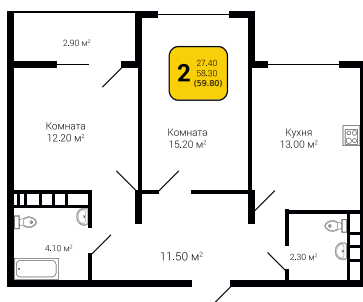 2.90 м²
2
27.40
58.30
(59.80)
Комната
12.20 м²
Комната
15.20 м²
Кухня
13.00 м²
4.10 м²
11.50 м²
2.30 м²